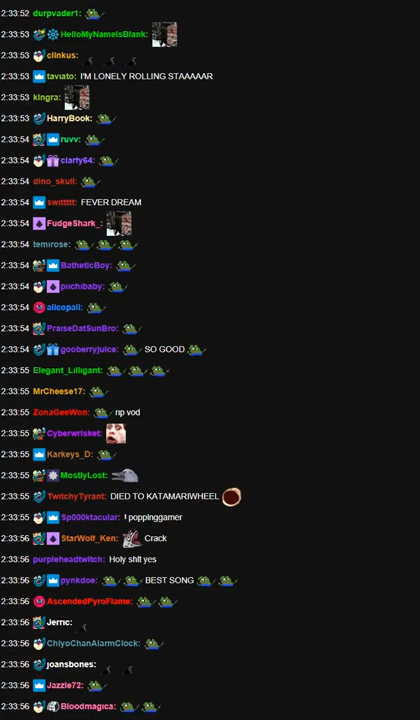 2:33:52 durpvader1:
2:33:53 HelloMyNameIsBlank:
2:33:53 clinkus:
2:33:53 taviato: I'M LONELY ROLLING STAAAAAR
2:33:53 kingra:
2:33:53 HarryBook:
2:33:54 ruvv:
2:33:54 clarfy64:
2:33:54 dino_skull:
2:33:54 swittttt: FEVER DREAM
2:33:54 FudgeShark_:
2:33:54 temirose:
2:33:54 BatheticBoy:
2:33:54 piichibaby:
2:33:54 allcopali:
2:33:54 PraiseDatSunBro:
2:33:54 gooberryjuice: SO GOOD
2:33:55 Elegant_Lilligant:
2:33:55 MrCheese17:
2:33:55 ZonaGeeWon: rip vod
2:33:55 Cyberwrisket:
2:33:55 Karkeys_D:
2:33:55 MostlyLost:
2:33:55 TwitchyTyrant: DIED TO KATAMARIWHEEL
2:33:55 Sp000ktacular: I poppinggamer
2:33:56 StarWolf_Ken: Crack
2:33:56 purpleheadtwitch: Holy shit yes
2:33:56 pynkdoe: BEST SONG
2:33:56 AscendedPyroFlame:
2:33:56 Jerric:
2:33:56 ChiyoChanAlarmClock:
2:33:56 joansbones:
2:33:56 Jazzie72:
2:33:56 Bloodmagica: